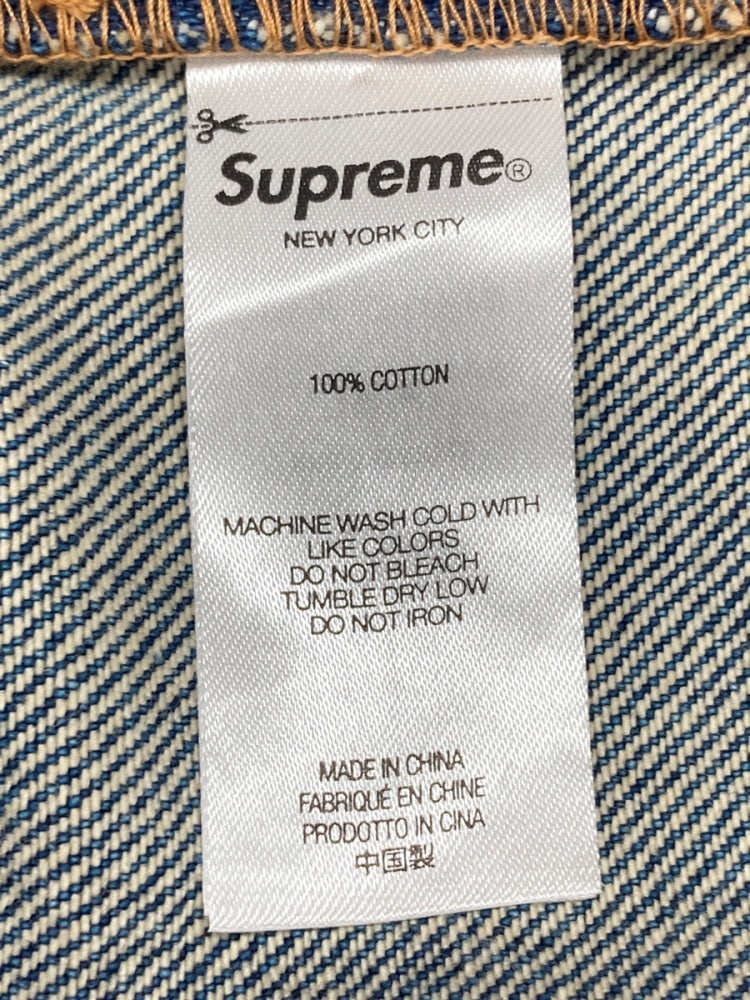 Supreme®
NEW YORK CITY
100% COTTON
MACHINE WASH COLD WITH
LIKE COLORS
DO NOT BLEACH
TUMBLE DRY LOW
DO NOT IRON
MADE IN CHINA
FABRIQUÉ EN CHINE
PRODOTTO IN CINA
中国製